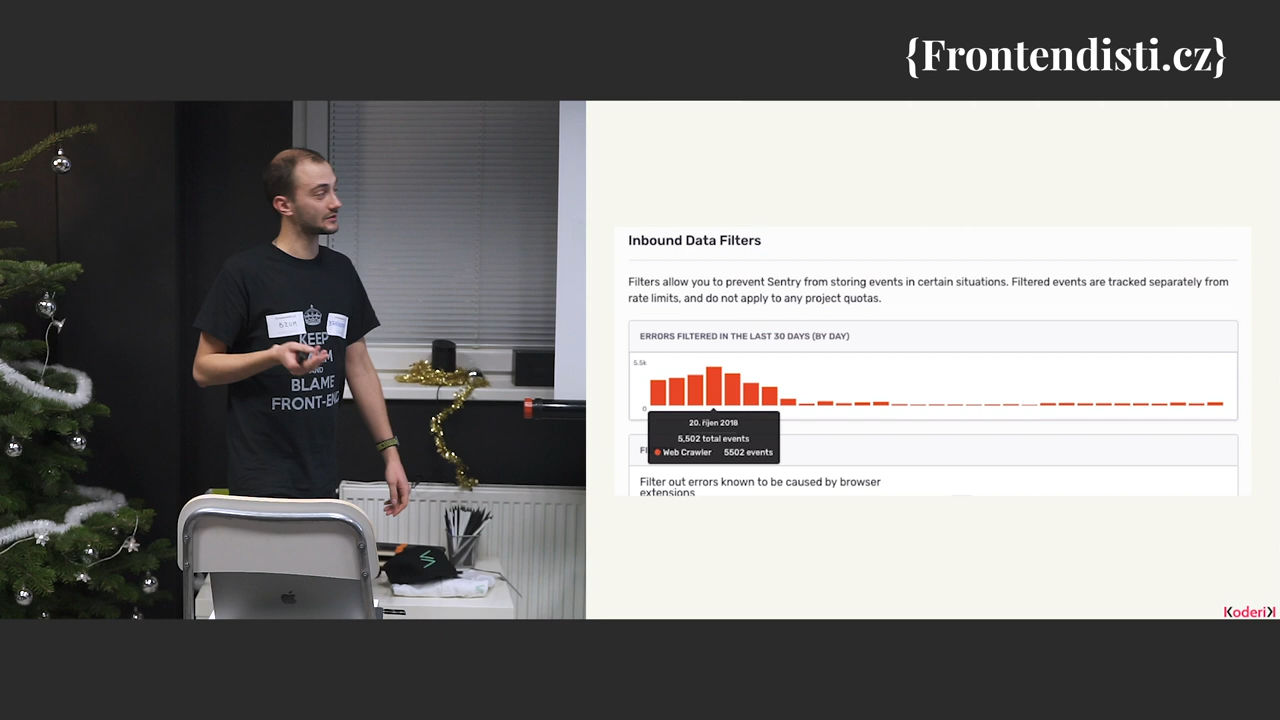 {Frontendisti.cz}
KEEP
AND
BLAME
FRONT-END
Inbound Data Filters
Filters allow you to prevent Sentry from storing events in certain situations. Filtered events are tracked separately from
rate limits, and do not apply to any project quotas.
ERRORS FILTERED IN THE LAST 30 DAYS (BY DAY)
5.5k
0
20. říjen 2018
5,502 total events
Web Crawler 5502 events
Filter out errors known to be caused by browser
extensions
KoderiK